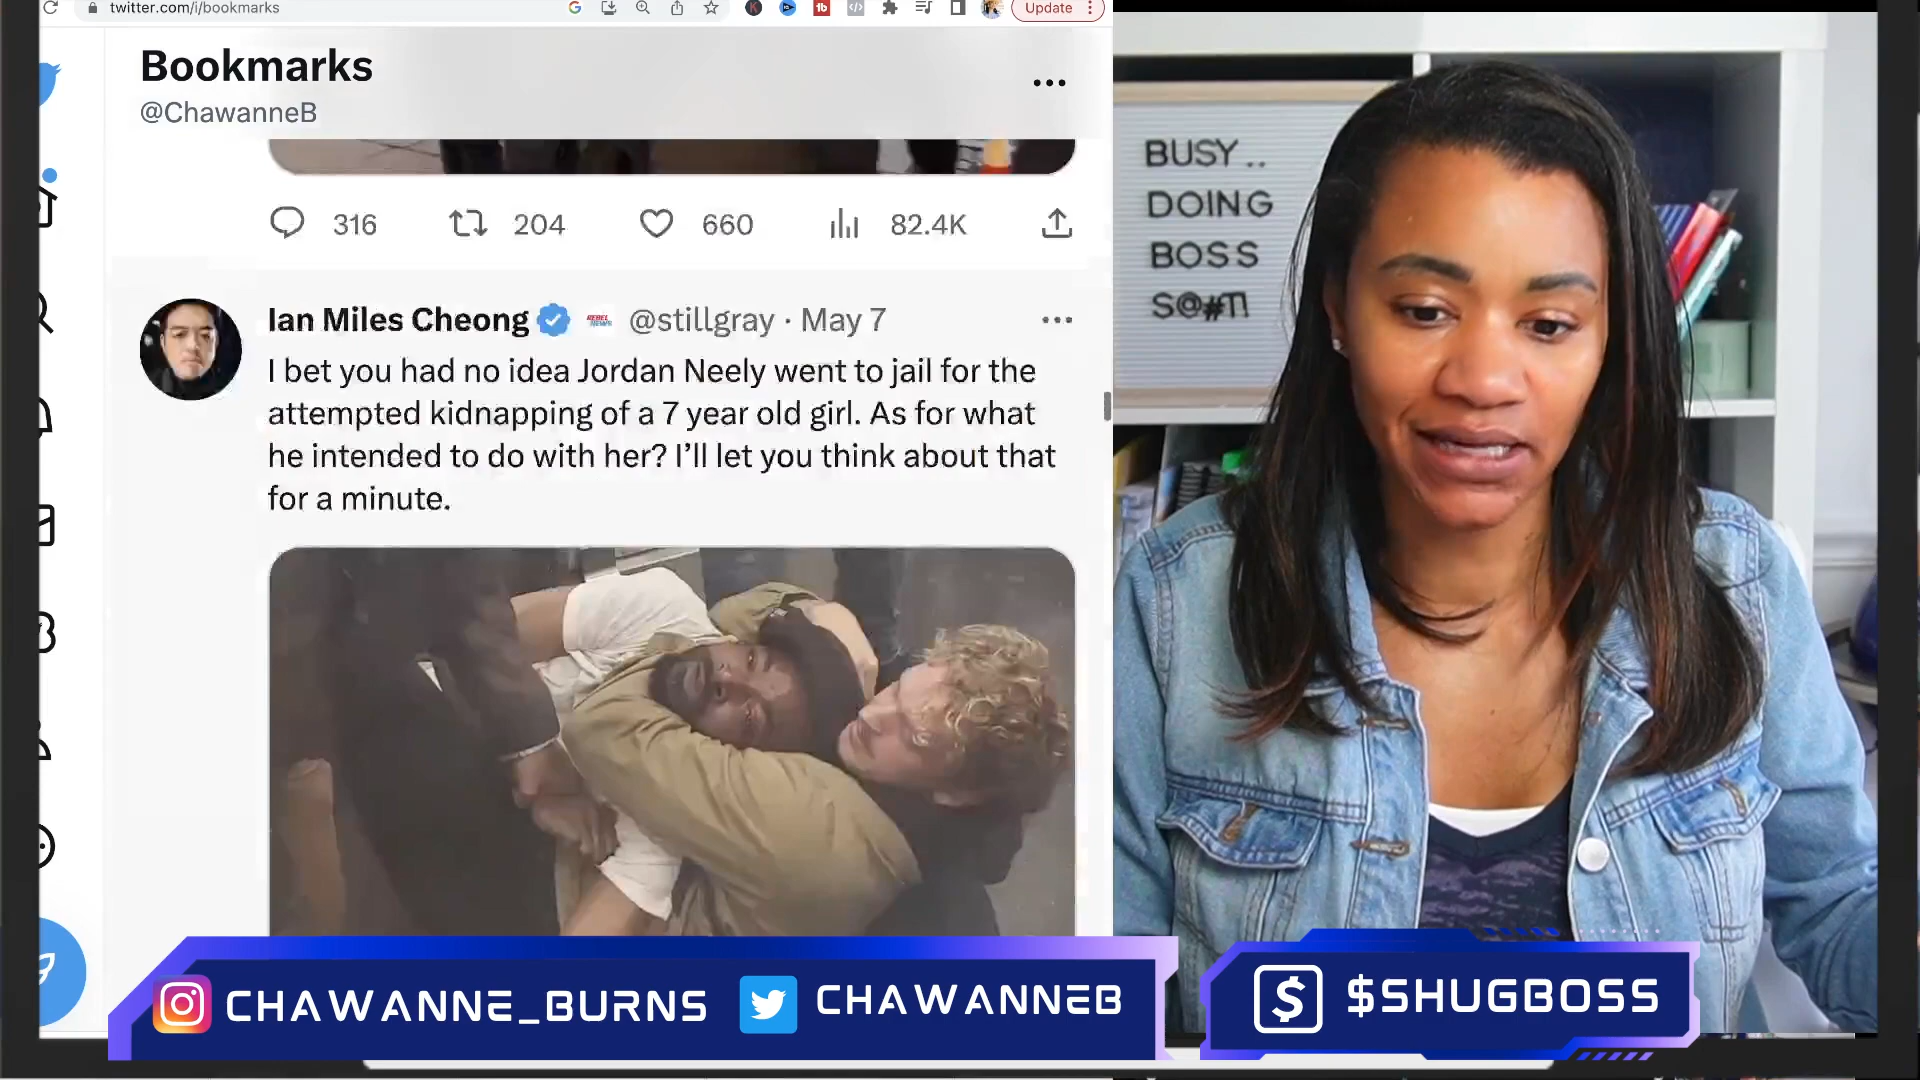 twitter.com/i/bookmarks
Update
Bookmarks
@ChawanneB
316 204 660 82.4K
Ian Miles Cheong REBEL NEWS @stillgray · May 7
I bet you had no idea Jordan Neely went to jail for the
attempted kidnapping of a 7 year old girl. As for what
he intended to do with her? I’ll let you think about that
for a minute.
BUSY..
DOING
BOSS
S@#T!
CHAWANNE_BURNS
CHAWANNEB
$SHUGBOSS